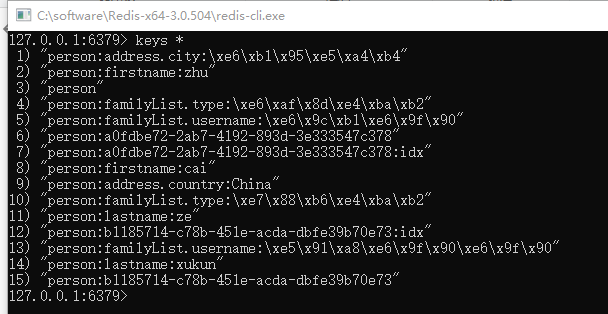 C:\software\Redis-x64-3.0.504\redis-cli.exe
127.0.0.1:6379> keys *
1) "person:address.city:\xe6\xb1\x95\xe5\xa4\xb4"
2) "person:firstname:zhu"
3) "person"
4) "person:familyList.type:\xe6\xaf\x8d\xe4\xba\xb2"
5) "person:familyList.username:\xe6\x9c\xb1\xe6\x9f\x90"
6) "person:a0fdbe72-2ab7-4192-893d-3e333547c378"
7) "person:a0fdbe72-2ab7-4192-893d-3e333547c378:idx"
8) "person:firstname:cai"
9) "person:address.country:China"
10) "person:familyList.type:\xe7\x88\xb6\xe4\xba\xb2"
11) "person:lastname:ze"
12) "person:b1185714-c78b-451e-acda-dbfe39b70e73:idx"
13) "person:familyList.username:\xe5\x91\xa8\xe6\x9f\x90\xe6\x9f\x90"
14) "person:lastname:xukun"
15) "person:b1185714-c78b-451e-acda-dbfe39b70e73"
127.0.0.1:6379>